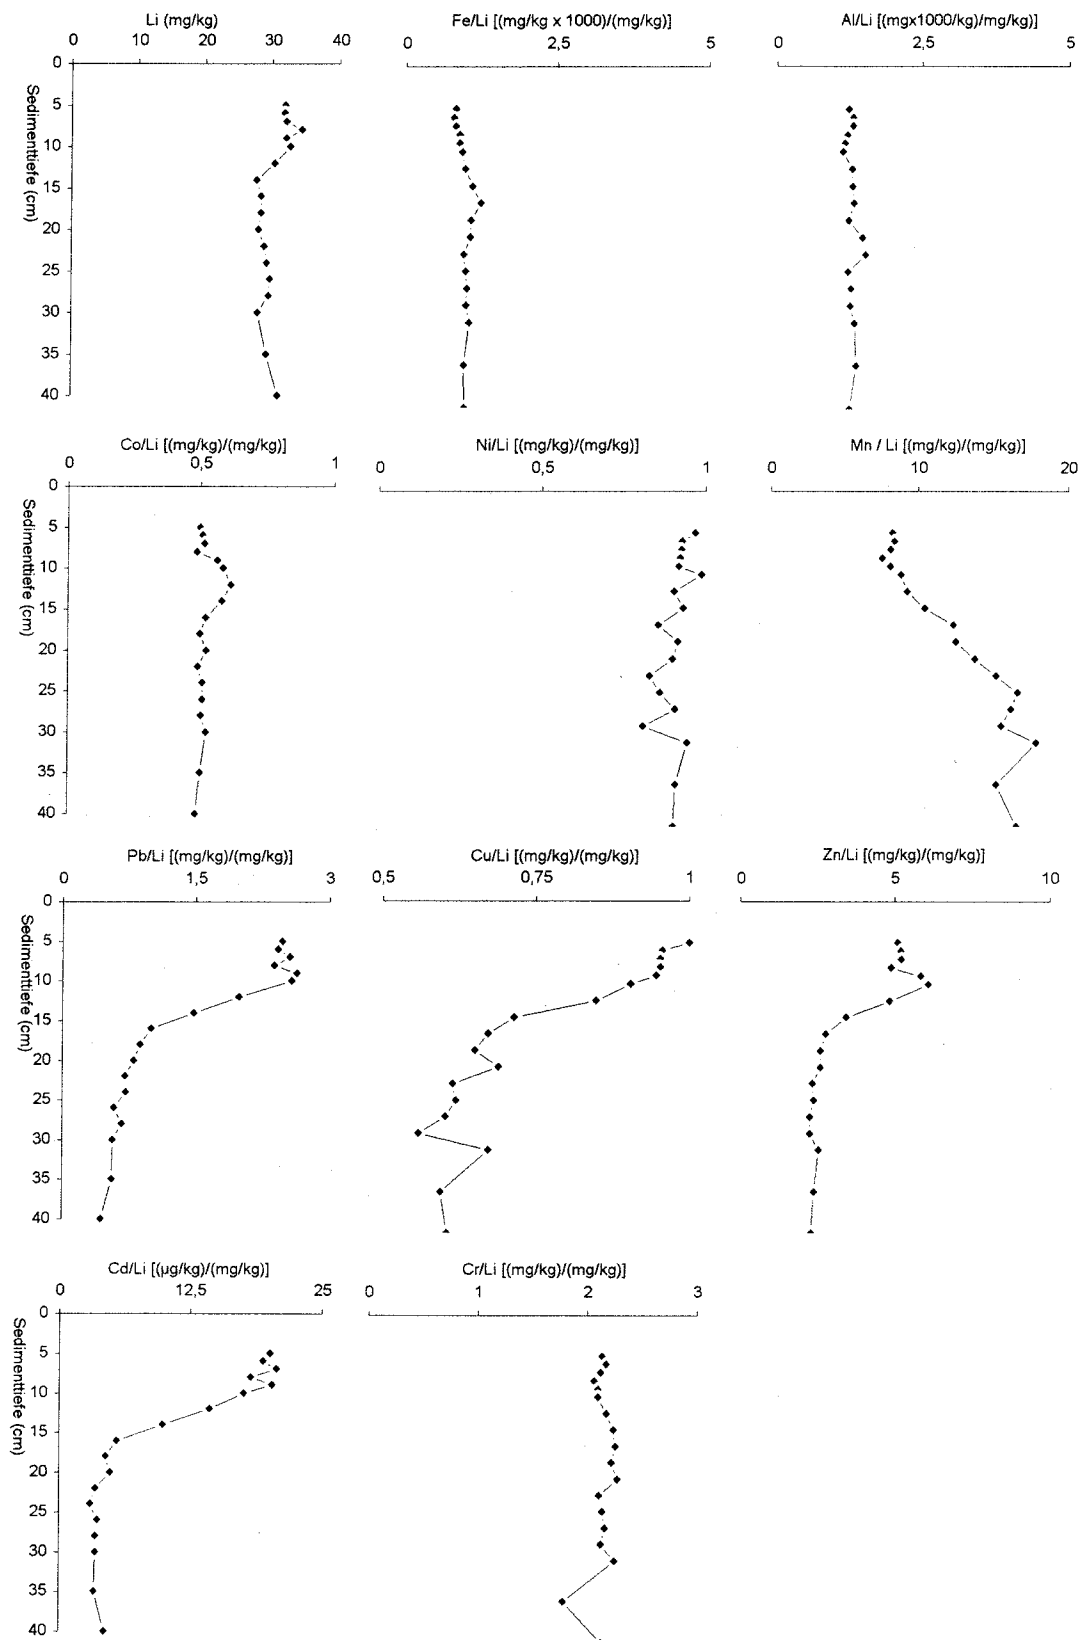 Li (mg/kg)
0 10 20 30 40
Fe/Li [(mg/kg x 1000)/(mg/kg)]
0 2,5 5
Al/Li [(mgx1000/kg)/mg/kg)]
0 2,5 5
Sedimenttiefe (cm)
0
5
10
15
20
25
30
35
40
Co/Li [(mg/kg)/(mg/kg)]
0 0,5 1
Ni/Li [(mg/kg)/(mg/kg)]
0 0,5 1
Mn / Li [(mg/kg)/(mg/kg)]
0 10 20
Sedimenttiefe (cm)
0
5
10
15
20
25
30
35
40
Pb/Li [(mg/kg)/(mg/kg)]
0 1,5 3
Cu/Li [(mg/kg)/(mg/kg)]
0,5 0,75 1
Zn/Li [(mg/kg)/(mg/kg)]
0 5 10
Sedimenttiefe (cm)
0
5
10
15
20
25
30
35
40
Cd/Li [(µg/kg)/(mg/kg)]
0 12,5 25
Cr/Li [(mg/kg)/(mg/kg)]
0 1 2 3
Sedimenttiefe (cm)
0
5
10
15
20
25
30
35
40